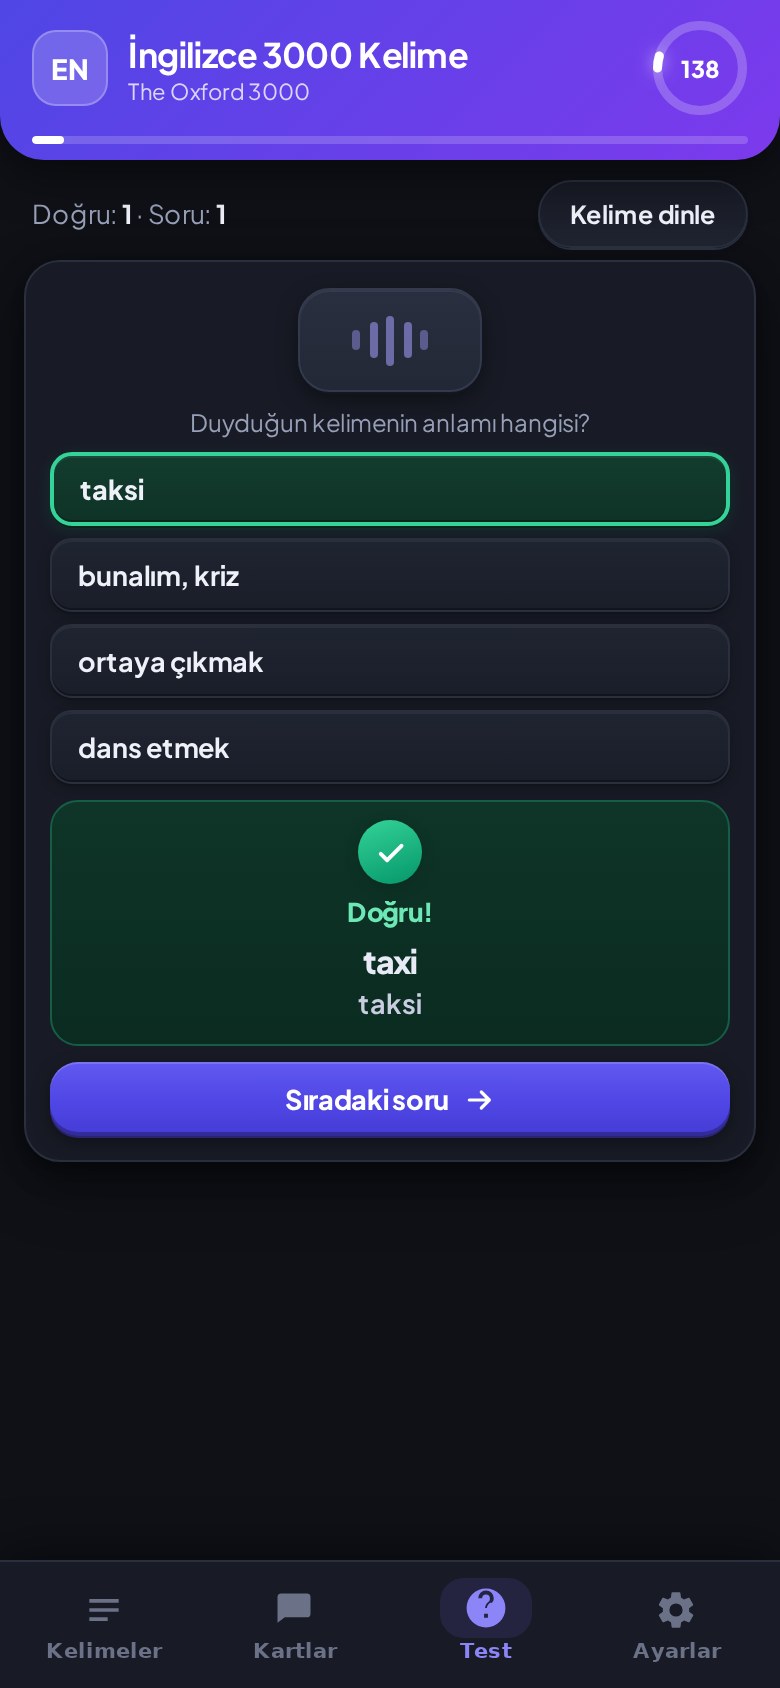 EN
İngilizce 3000 Kelime
The Oxford 3000
138
Doğru: 1 · Soru: 1
Kelime dinle
Duyduğun kelimenin anlamı hangisi?
taksi
bunalım, kriz
ortaya çıkmak
dans etmek
Doğru!
taxi
taksi
Sıradaki soru →
Kelimeler
Kartlar
Test
Ayarlar